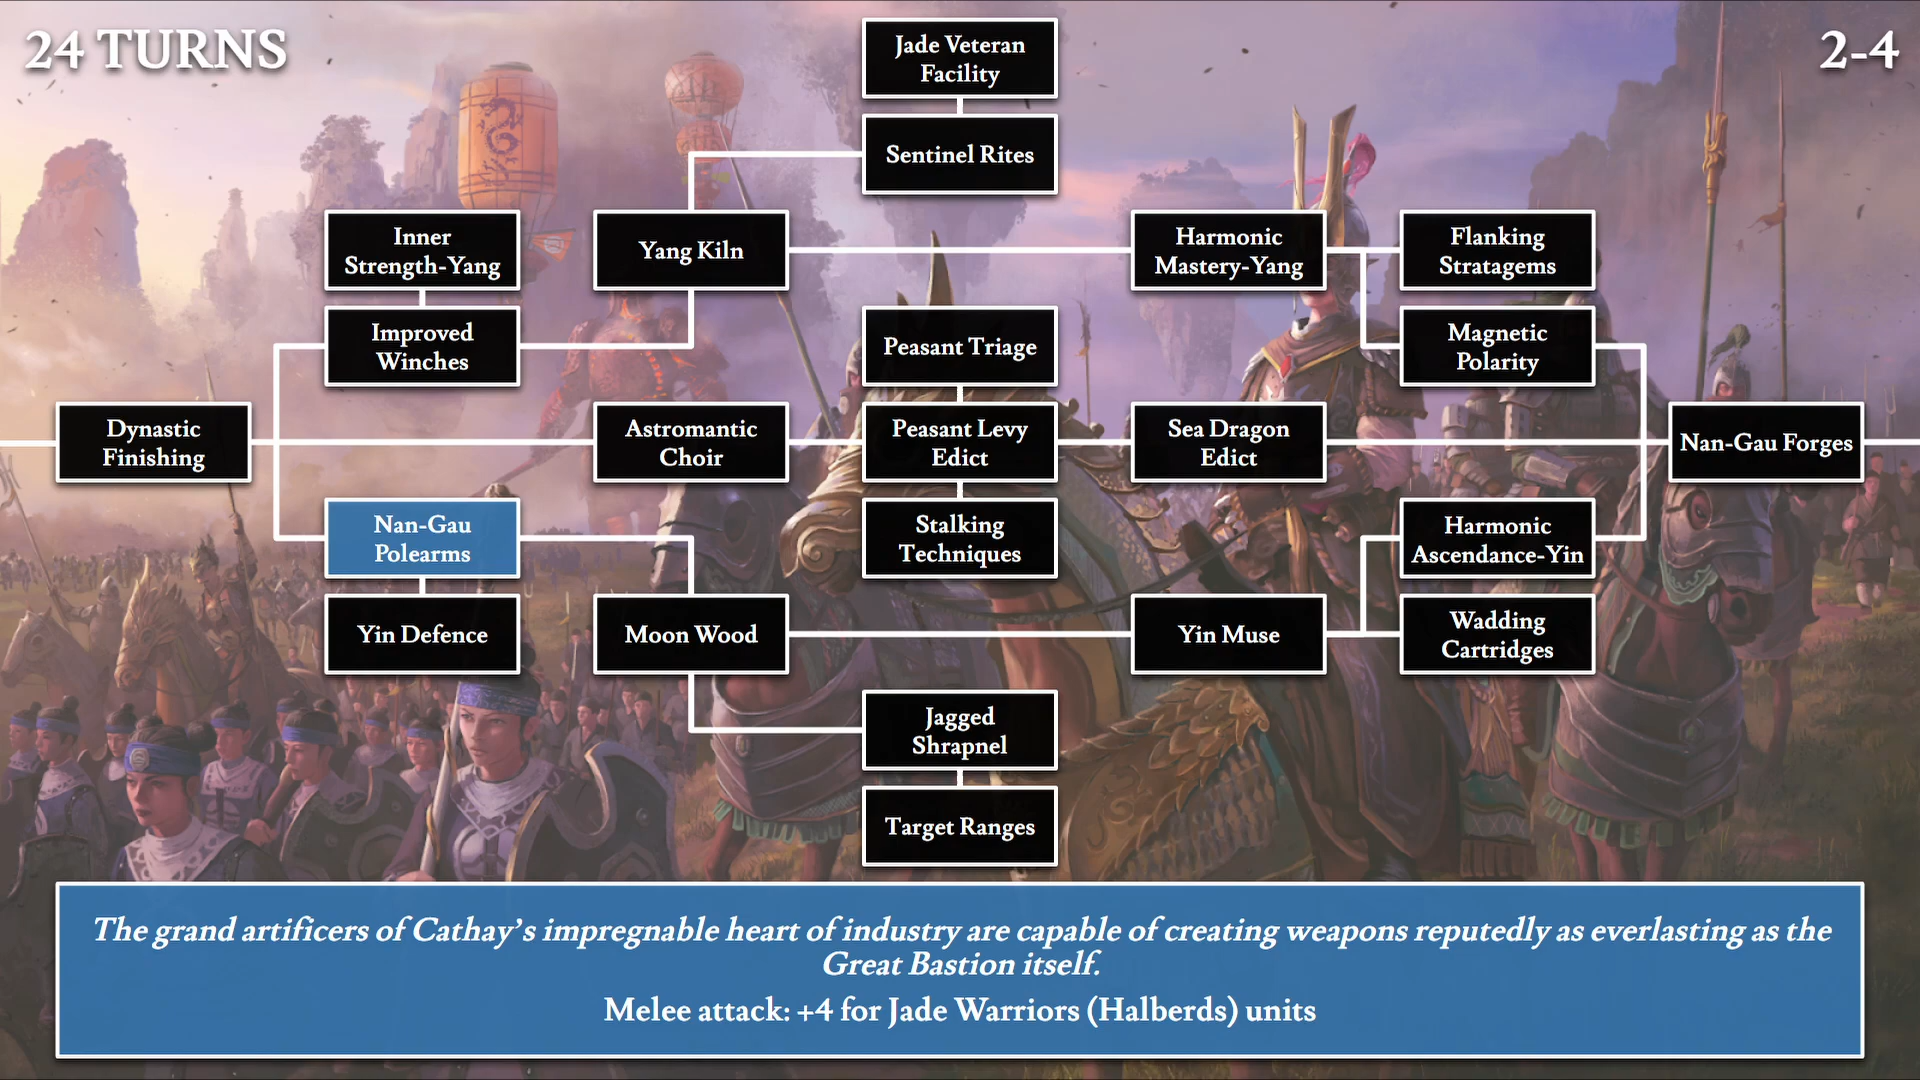 24 TURNS
2-4
Jade Veteran
Facility
Sentinel Rites
Inner
Strength-Yang
Yang Kiln
Harmonic
Mastery-Yang
Flanking
Stratagems
Improved
Winches
Peasant Triage
Magnetic
Polarity
Dynastic
Finishing
Astromantic
Choir
Peasant Levy
Edict
Sea Dragon
Edict
Nan-Gau Forges
Nan-Gau
Polearms
Stalking
Techniques
Harmonic
Ascendance-Yin
Yin Defence
Moon Wood
Yin Muse
Wadding
Cartridges
Jagged
Shrapnel
Target Ranges
The grand artificers of Cathay's impregnable heart of industry are capable of creating weapons reputedly as everlasting as the
Great Bastion itself.
Melee attack: +4 for Jade Warriors (Halberds) units